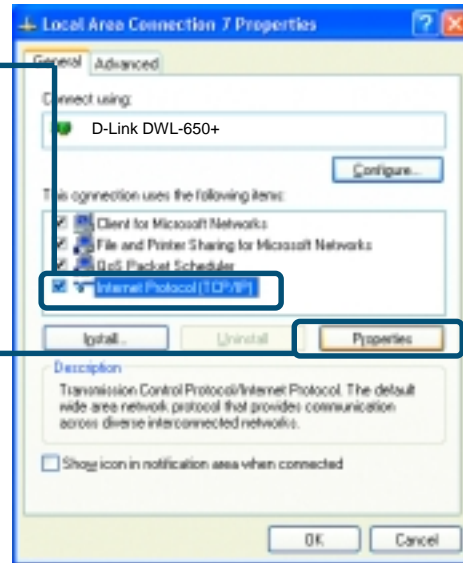 Local Area Connection 7 Properties
General Advanced
Connect using:
D-Link DWL-650+
Configure...
This connection uses the following items:
Client for Microsoft Networks
File and Printer Sharing for Microsoft Networks
QoS Packet Scheduler
Internet Protocol (TCP/IP)
Install... Uninstall Properties
Description
Transmission Control Protocol/Internet Protocol. The default
wide area network protocol that provides communication
across diverse interconnected networks.
Show icon in notification area when connected
OK Cancel